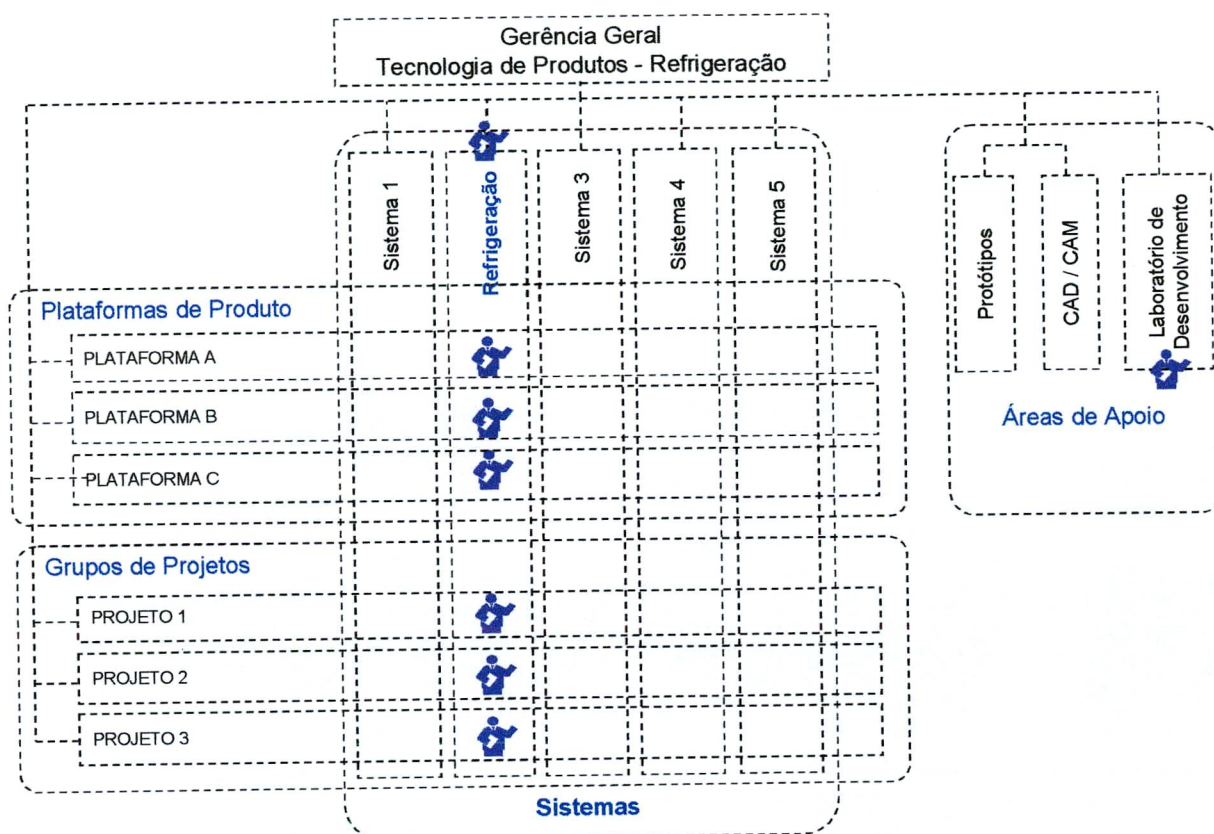 Gerência Geral
Tecnologia de Produtos - Refrigeração
Sistema 1
Refrigeração
Sistema 3
Sistema 4
Sistema 5
Protótipos
CAD / CAM
Laboratório de
Desenvolvimento
Áreas de Apoio
Plataformas de Produto
PLATAFORMA A
PLATAFORMA B
PLATAFORMA C
Grupos de Projetos
PROJETO 1
PROJETO 2
PROJETO 3
Sistemas